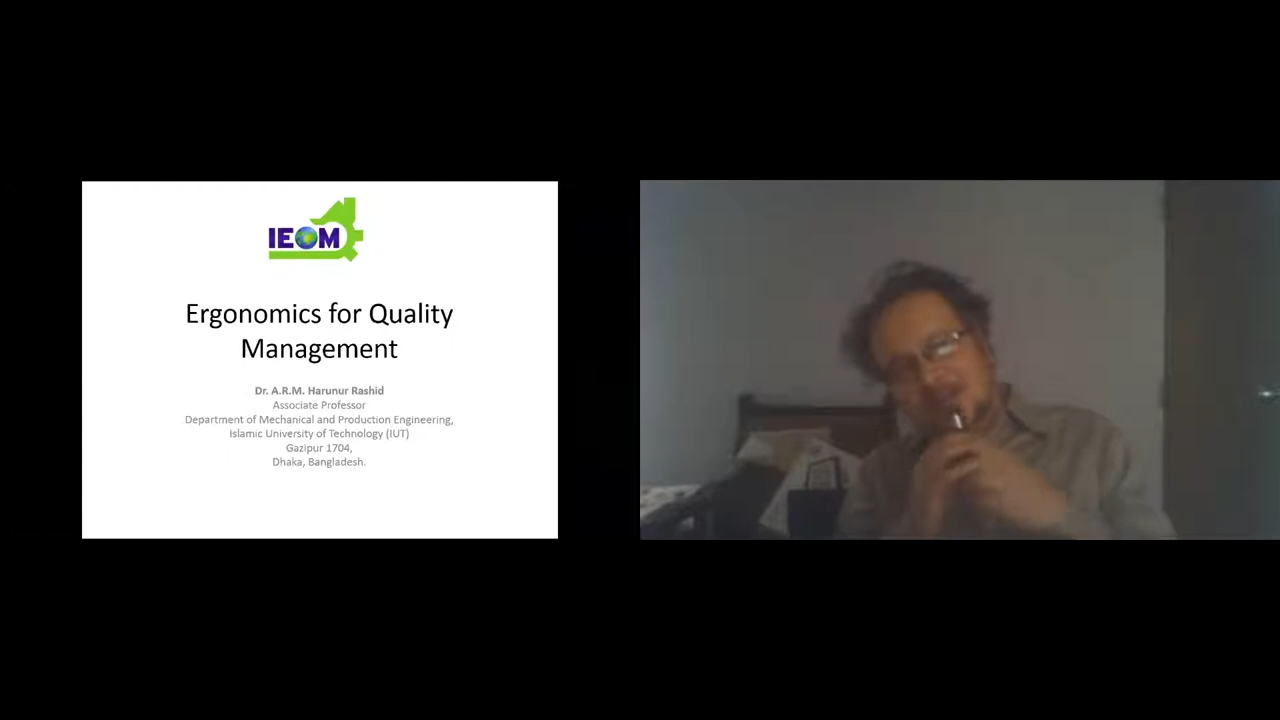 IEOM
Ergonomics for Quality
Management
Dr. A.R.M. Harunur Rashid
Associate Professor
Department of Mechanical and Production Engineering,
Islamic University of Technology (IUT)
Gazipur 1704,
Dhaka, Bangladesh.